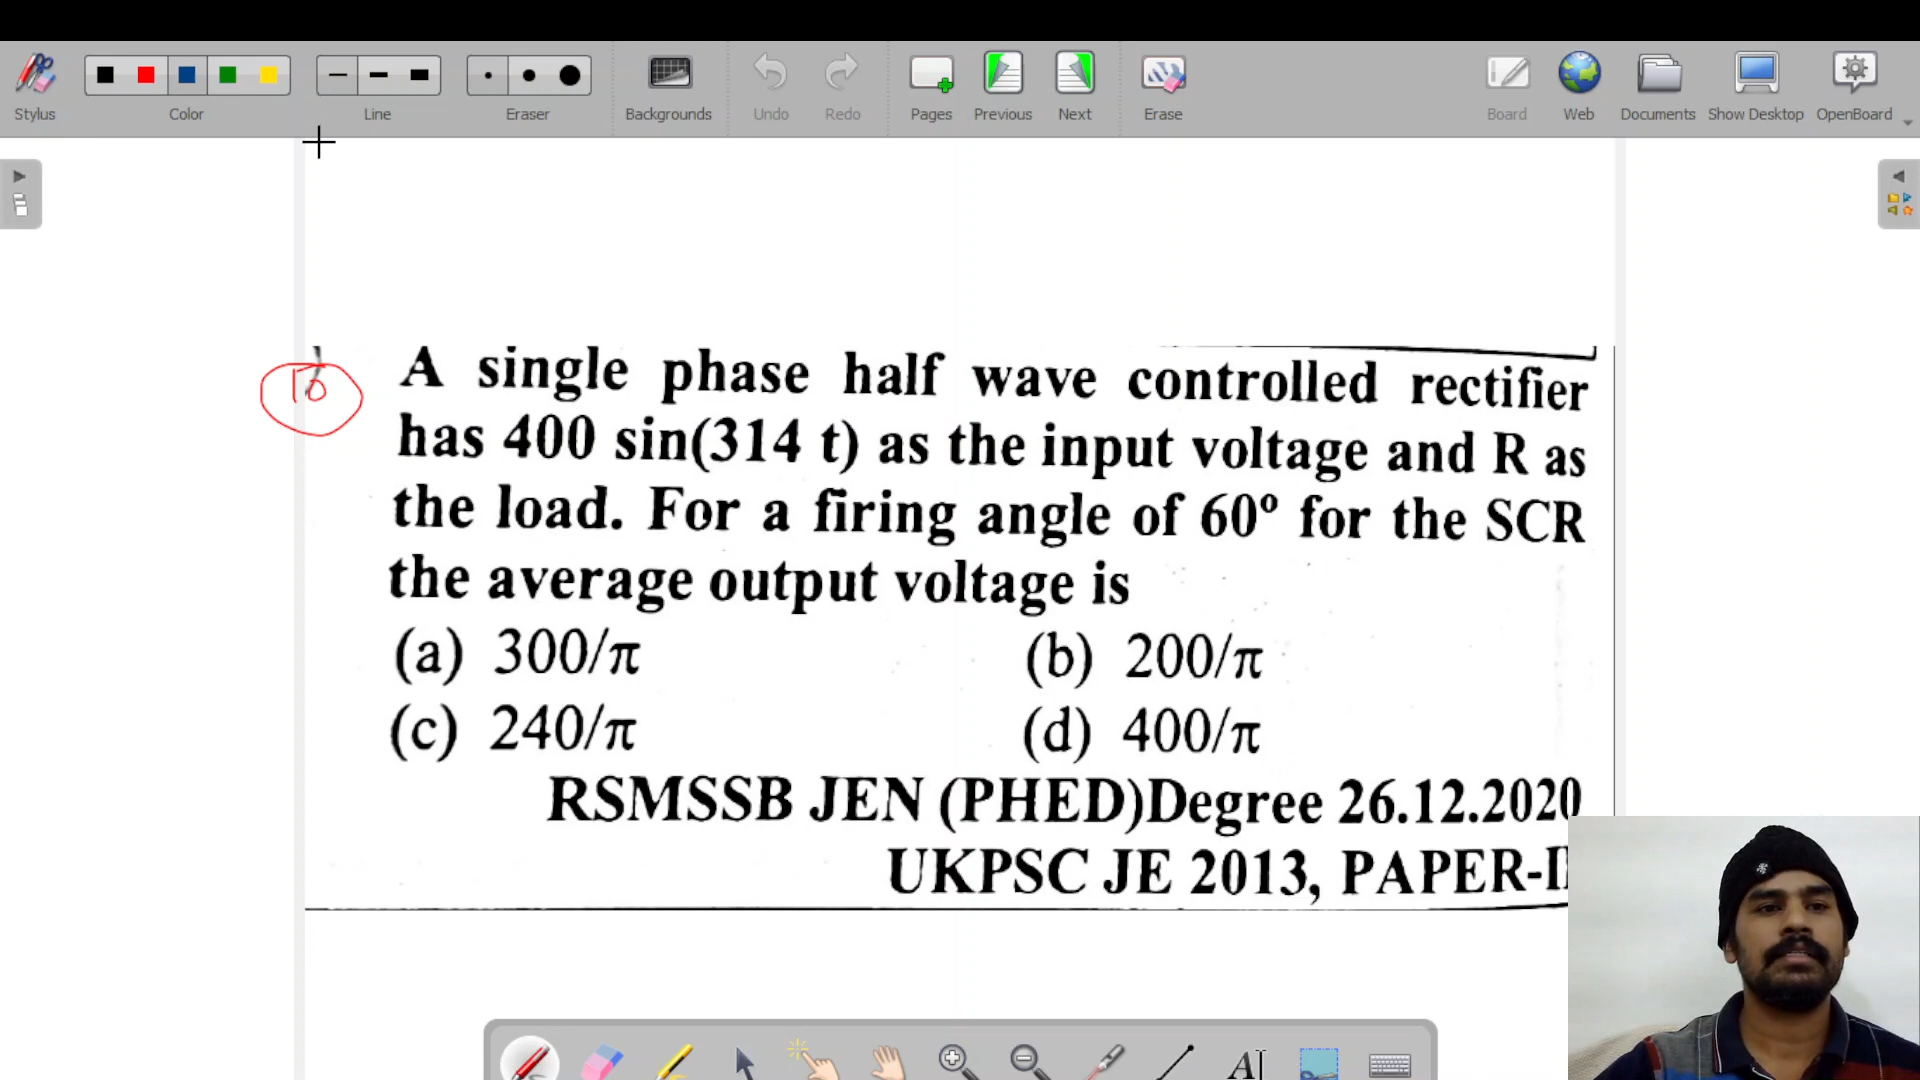 Stylus
Color
Line
Eraser
Backgrounds
Undo
Redo
Pages
Previous
Next
Erase
Board
Web
Documents
Show Desktop
OpenBoard
10
A single phase half wave controlled rectifier
has 400 sin(314 t) as the input voltage and R as
the load. For a firing angle of 60º for the SCR
the average output voltage is
(a) 300/π
(b) 200/π
(c) 240/π
(d) 400/π
RSMSSB JEN (PHED)Degree 26.12.2020
UKPSC JE 2013, PAPER-I